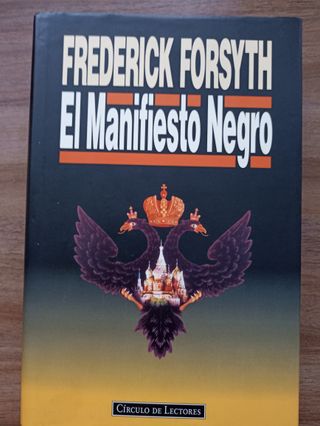 FREDERICK FORSYTH
El Manifiesto Negro
CÍRCULO DE LECTORES